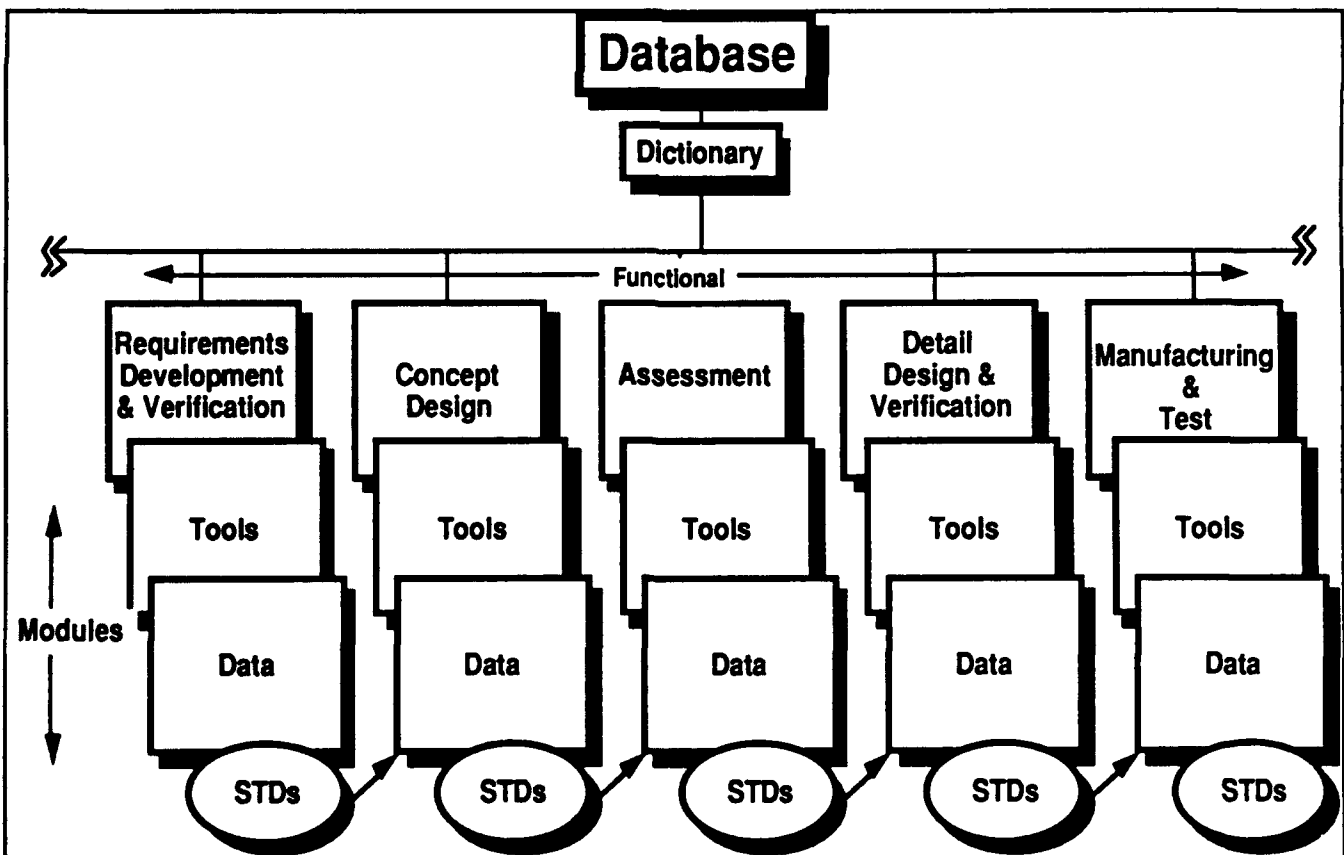 Database
Dictionary
Functional
Requirements
Development
& Verification
Concept
Design
Assessment
Detail
Design &
Verification
Manufacturing
&
Test
Tools
Tools
Tools
Tools
Tools
Modules
Data
Data
Data
Data
Data
STDs
STDs
STDs
STDs
STDs